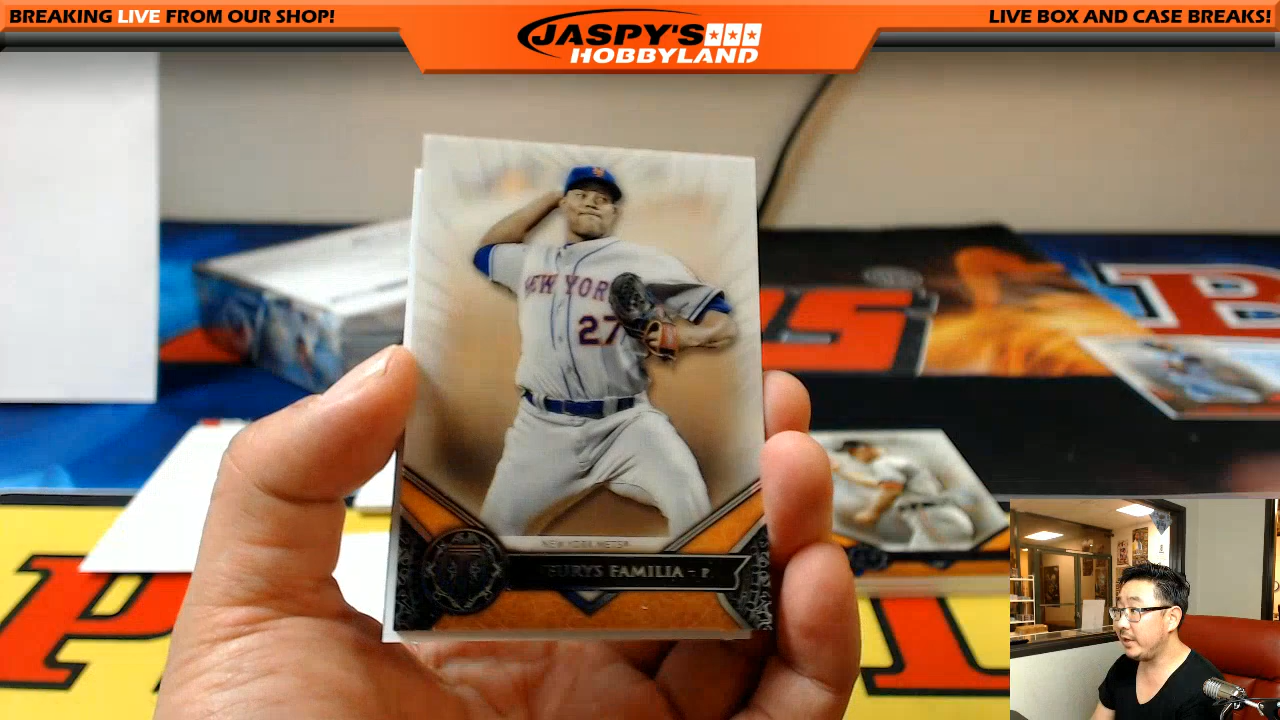 BREAKING LIVE FROM OUR SHOP!
JASPY'S
HOBBYLAND
LIVE BOX AND CASE BREAKS!
NEW YORK
27
NEW YORK METS
EURYS FAMILIA - P